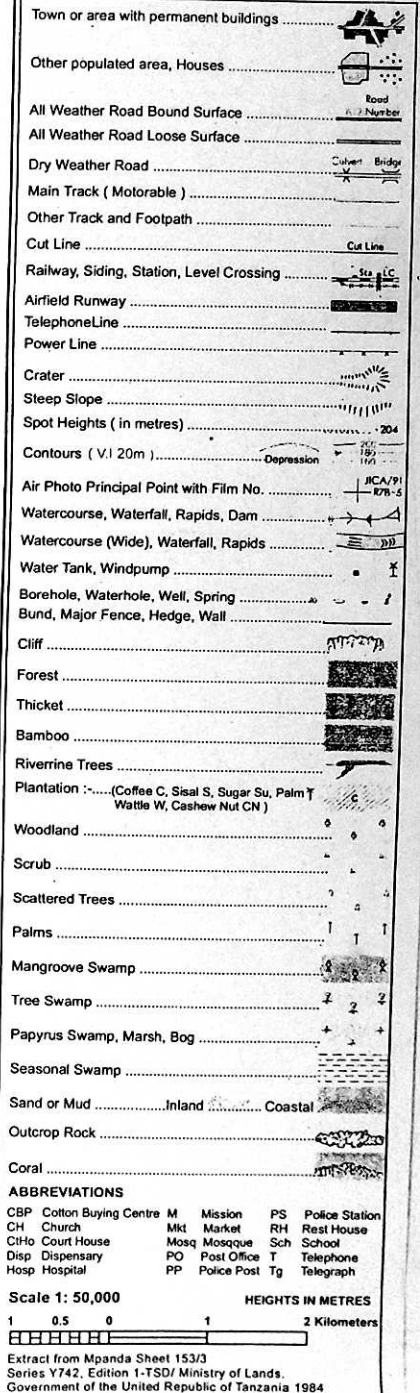 Town or area with permanent buildings ..........
Other populated area, Houses ..........
Road
All Weather Road Bound Surface .......... Number
All Weather Road Loose Surface ..........
Dry Weather Road .......... Culvert Bridge
Main Track ( Motorable ) ..........
Other Track and Footpath ..........
Cut Line .......... Cut Line
Railway, Siding, Station, Level Crossing .......... Sta LC
Airfield Runway ..........
TelephoneLine ..........
Power Line ..........
Crater ..........
Steep Slope ..........
Spot Heights ( in metres) .......... 204
Contours ( V.I 20m ) .......... Depression 200 180 160
Air Photo Principal Point with Film No. .......... JICA/91 R7B-5
Watercourse, Waterfall, Rapids, Dam ..........
Watercourse (Wide), Waterfall, Rapids ..........
Water Tank, Windpump ..........
Borehole, Waterhole, Well, Spring ..........
Bund, Major Fence, Hedge, Wall ..........
Cliff ..........
Forest ..........
Thicket ..........
Bamboo ..........
Riverrine Trees ..........
Plantation :-.....(Coffee C, Sisal S, Sugar Su, Palm
Wattle W, Cashew Nut CN ) C
Woodland ..........
Scrub ..........
Scattered Trees ..........
Palms ..........
Mangroove Swamp ..........
Tree Swamp ..........
Papyrus Swamp, Marsh, Bog ..........
Seasonal Swamp ..........
Sand or Mud ..........Inland .......... Coastal
Outcrop Rock ..........
Coral ..........
ABBREVIATIONS
CBP Cotton Buying Centre M Mission PS Police Station
CH Church Mkt Market RH Rest House
CtHo Court House Mosq Mosqque Sch School
Disp Dispensary PO Post Office T Telephone
Hosp Hospital PP Police Post Tg Telegraph
Scale 1: 50,000 HEIGHTS IN METRES
1 0.5 0 1 2 Kilometers
Extract from Mpanda Sheet 153/3
Series Y742, Edition 1-TSD/ Ministry of Lands,
Government of the United Republic of Tanzania 1984